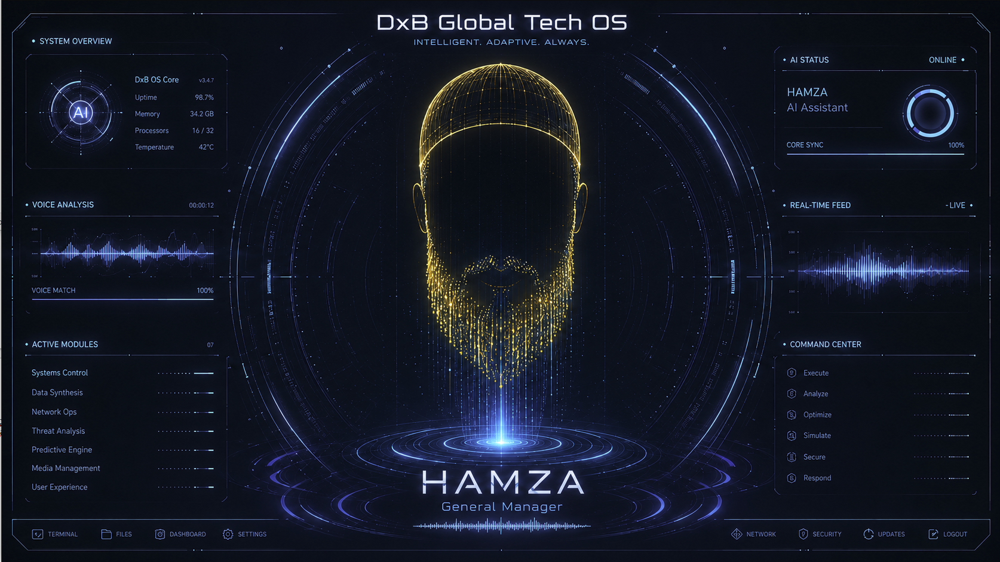 DxB Global Tech OS
INTELLIGENT. ADAPTIVE. ALWAYS.
SYSTEM OVERVIEW
AI
DxB OS Core v3.4.7
Uptime 98.7%
Memory 34.2 GB
Processors 16 / 32
Temperature 42°C
VOICE ANALYSIS 00:00:12
VOICE MATCH 100%
ACTIVE MODULES 07
Systems Control
Data Synthesis
Network Ops
Threat Analysis
Predictive Engine
Media Management
User Experience
HAMZA
General Manager
AI STATUS ONLINE
HAMZA
AI Assistant
CORE SYNC 100%
REAL-TIME FEED -LIVE
COMMAND CENTER
Execute
Analyze
Optimize
Simulate
Secure
Respond
TERMINAL FILES DASHBOARD SETTINGS
NETWORK SECURITY UPDATES LOGOUT